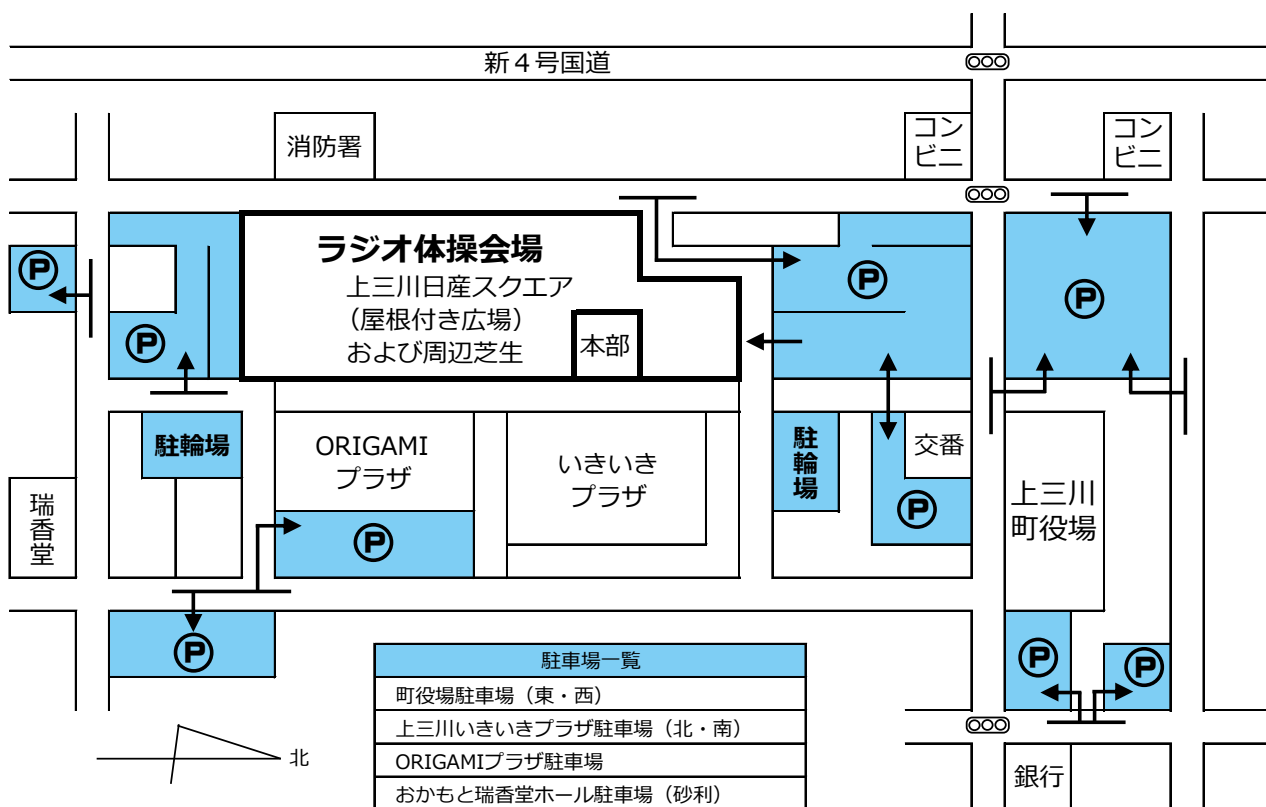 新４号国道
消防署
コン
ビニ
コン
ビニ
ラジオ体操会場
上三川日産スクエア
（屋根付き広場）
および周辺芝生
本部
P
P
P
P
駐輪場
ORIGAMI
プラザ
いきいき
プラザ
駐輪場
交番
P
上三川
町役場
瑞香堂
P
P
P
P
駐車場一覧
町役場駐車場（東・西）
上三川いきいきプラザ駐車場（北・南）
ORIGAMIプラザ駐車場
おかもと瑞香堂ホール駐車場（砂利）
北
銀行